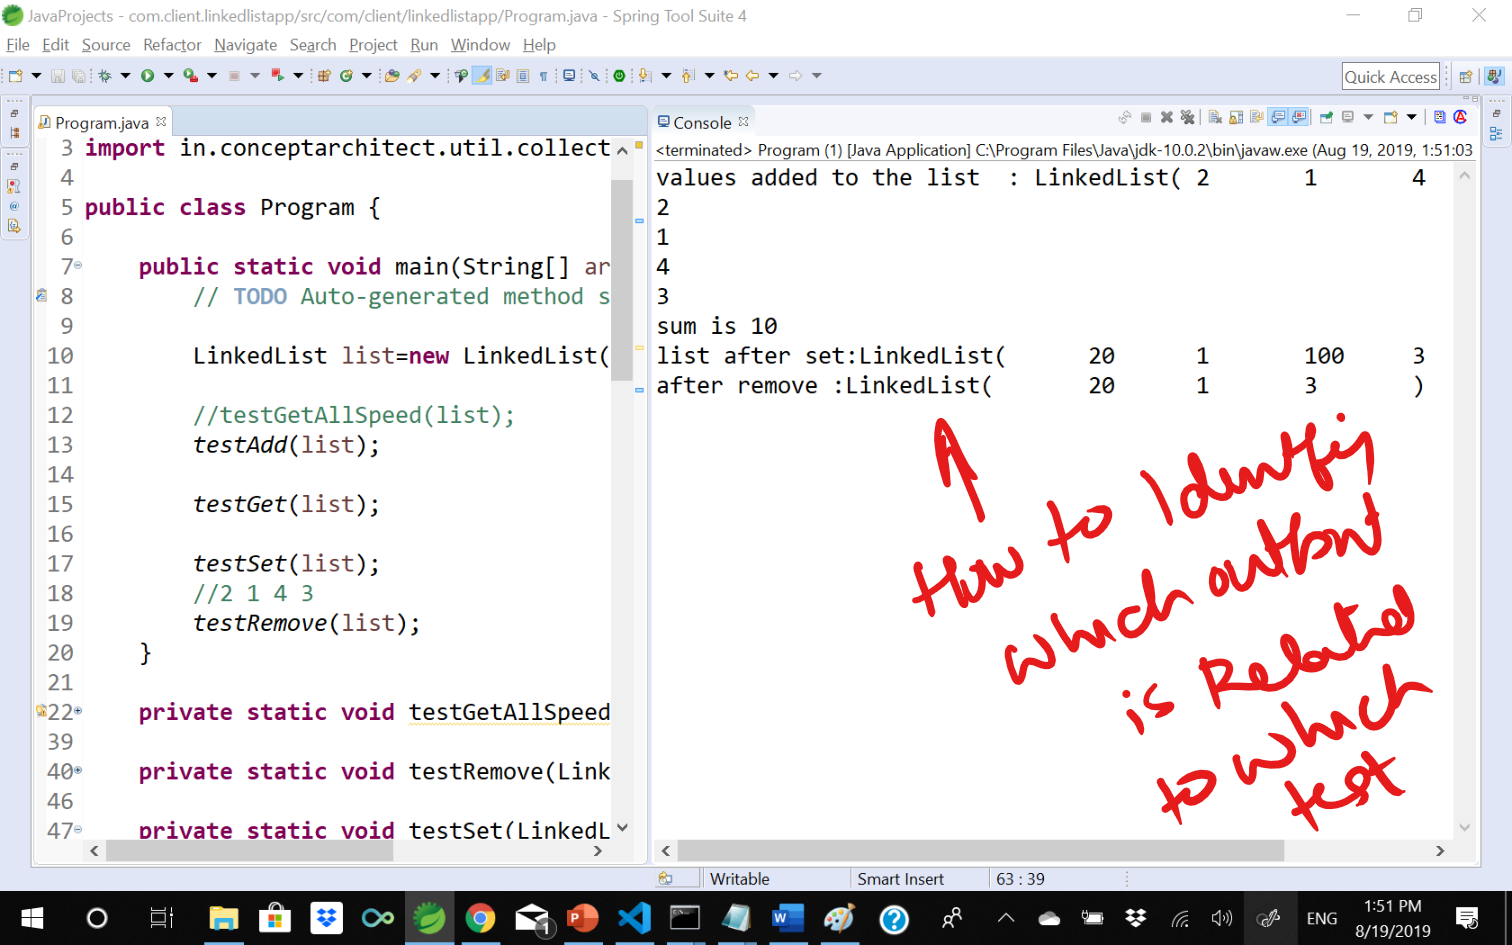 JavaProjects - com.client.linkedlistapp/src/com/client/linkedlistapp/Program.java - Spring Tool Suite 4
File Edit Source Refactor Navigate Search Project Run Window Help
Quick Access
Program.java
3 import in.conceptarchitect.util.collect
4
5 public class Program {
6
7 public static void main(String[] ar
8 // TODO Auto-generated method s
9
10 LinkedList list=new LinkedList(
11
12 //testGetAllSpeed(list);
13 testAdd(list);
14
15 testGet(list);
16
17 testSet(list);
18 //2 1 4 3
19 testRemove(list);
20 }
21
22 private static void testGetAllSpeed
39
40 private static void testRemove(Link
46
47 private static void testSet(LinkedL
Console
<terminated> Program (1) [Java Application] C:\Program Files\Java\jdk-10.0.2\bin\javaw.exe (Aug 19, 2019, 1:51:03
values added to the list : LinkedList( 2 1 4
2
1
4
3
sum is 10
list after set:LinkedList( 20 1 100 3
after remove :LinkedList( 20 1 3 )
How to Identify
which output
is Related
to which
test
Writable Smart Insert 63 : 39
1
ENG
1:51 PM
8/19/2019